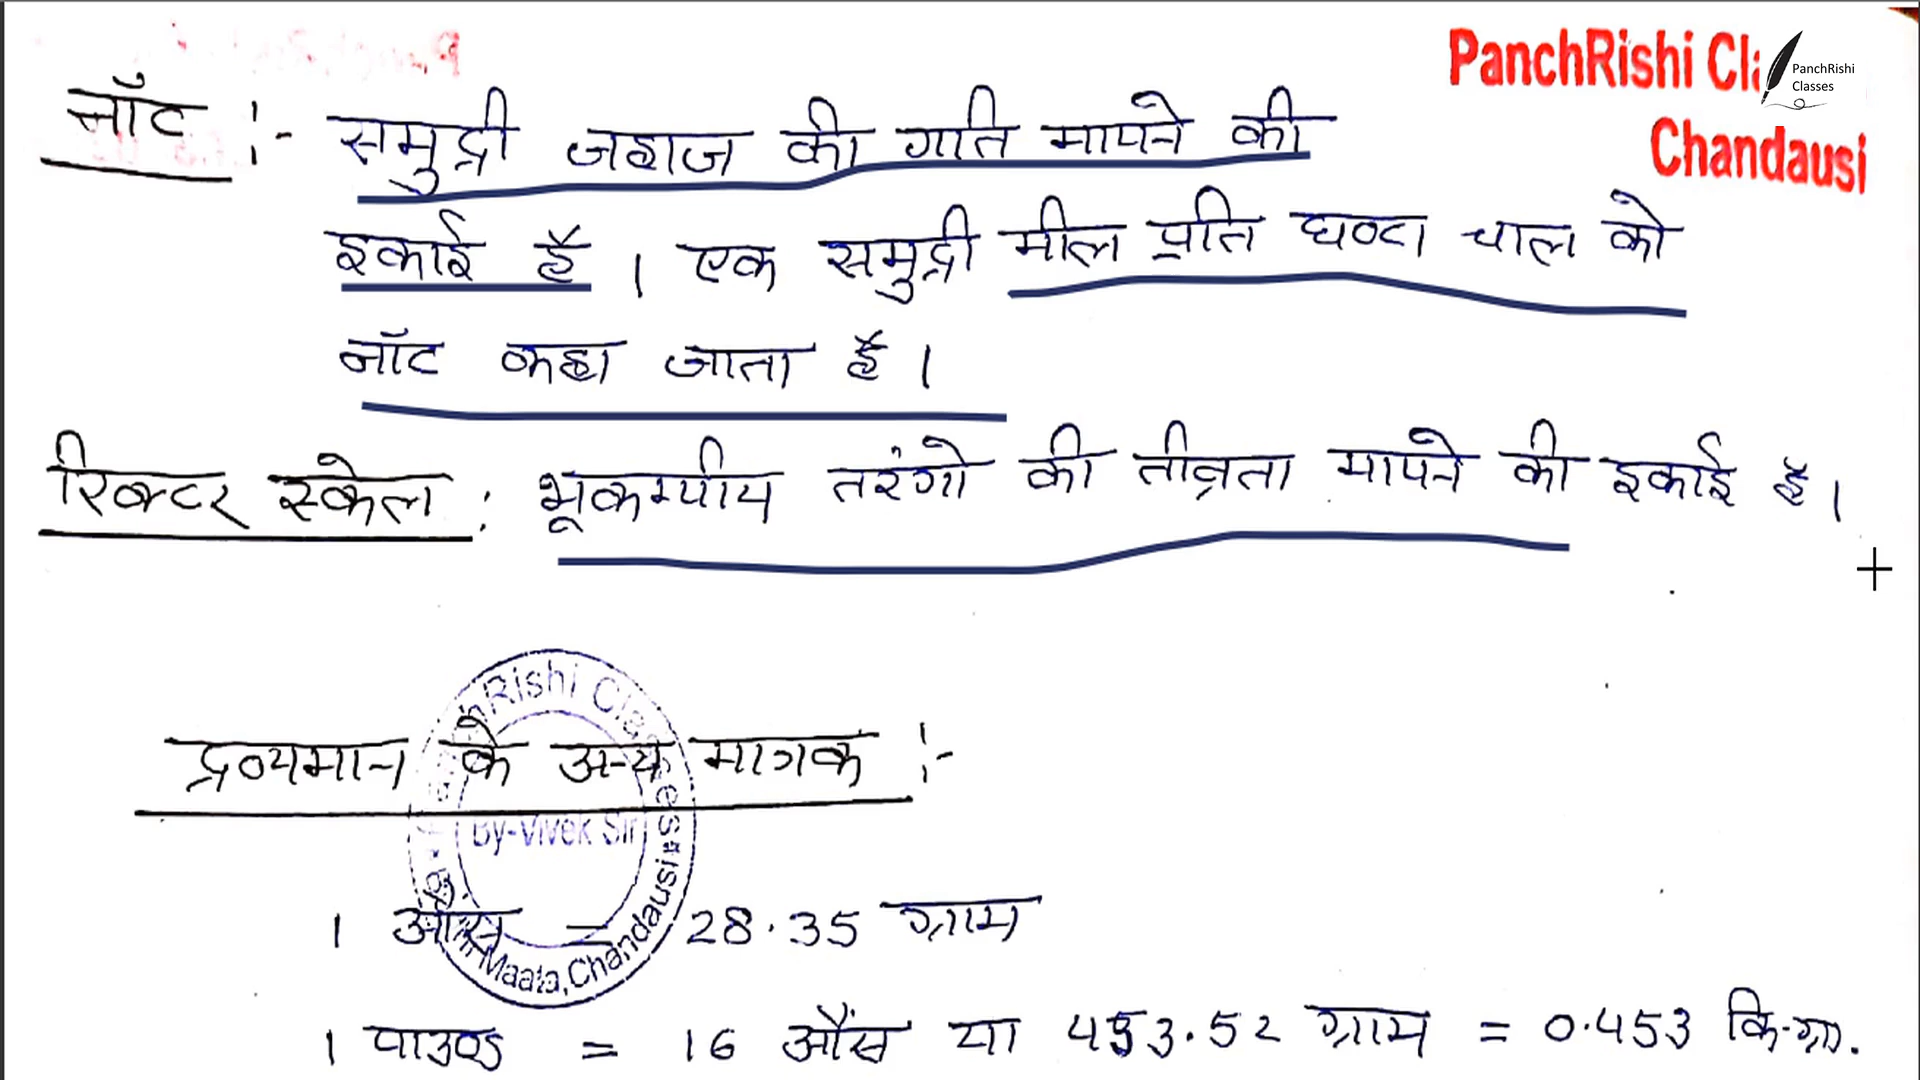 PanchRishi Cla
PanchRishi
Classes
Chandausi
नॉट :- समुद्री जहाज की गति मापने की
इकाई है । एक समुद्री मील प्रति घण्टा चाल को
नॉट कहा जाता है ।
रिक्टर स्केल : भूकम्पीय तरंगो की तीव्रता मापने की इकाई है ।
द्रव्यमान के अन्य मात्रक :-
By-Vivek Sir
1 औंस = 28.35 ग्राम
Maata, Chandausi
1 पाउण्ड = 16 औंस या 453.52 ग्राम = 0.453 कि.ग्रा.